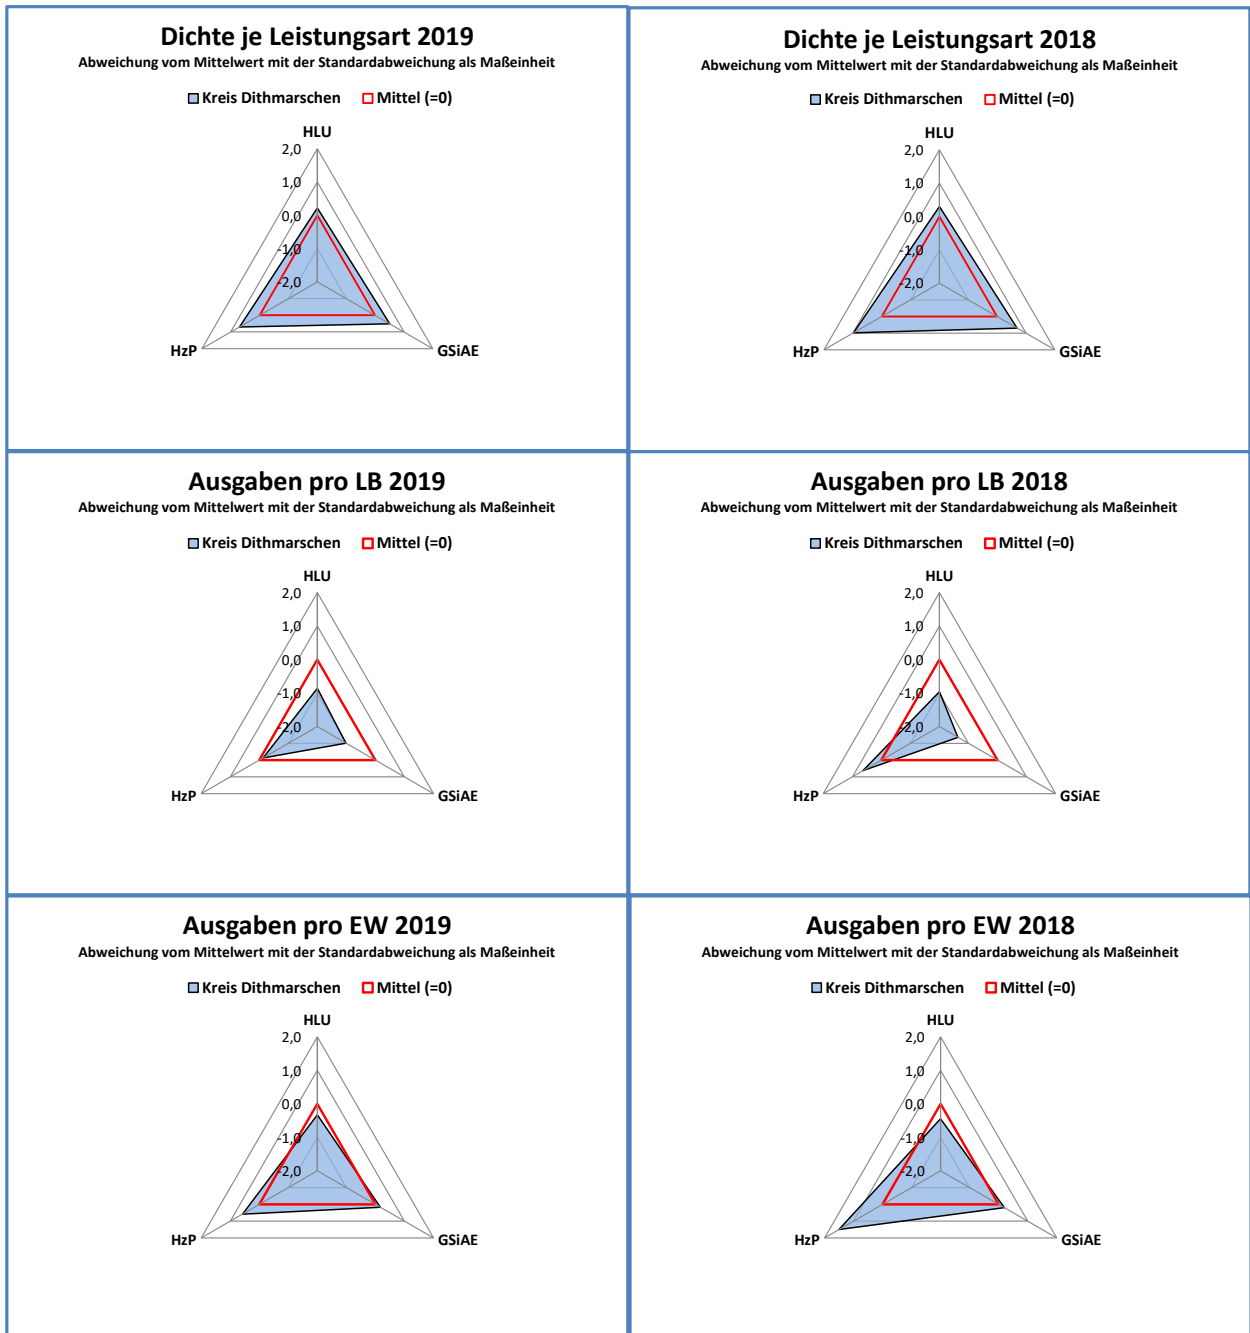 Dichte je Leistungsart 2019
Abweichung vom Mittelwert mit der Standardabweichung als Maßeinheit
Kreis Dithmarschen Mittel (=0)
HLU
2,0
1,0
0,0
-1,0
-2,0
HzP
GSiAE
Dichte je Leistungsart 2018
Abweichung vom Mittelwert mit der Standardabweichung als Maßeinheit
Kreis Dithmarschen Mittel (=0)
HLU
2,0
1,0
0,0
-1,0
-2,0
HzP
GSiAE
Ausgaben pro LB 2019
Abweichung vom Mittelwert mit der Standardabweichung als Maßeinheit
Kreis Dithmarschen Mittel (=0)
HLU
2,0
1,0
0,0
-1,0
-2,0
HzP
GSiAE
Ausgaben pro LB 2018
Abweichung vom Mittelwert mit der Standardabweichung als Maßeinheit
Kreis Dithmarschen Mittel (=0)
HLU
2,0
1,0
0,0
-1,0
-2,0
HzP
GSiAE
Ausgaben pro EW 2019
Abweichung vom Mittelwert mit der Standardabweichung als Maßeinheit
Kreis Dithmarschen Mittel (=0)
HLU
2,0
1,0
0,0
-1,0
-2,0
HzP
GSiAE
Ausgaben pro EW 2018
Abweichung vom Mittelwert mit der Standardabweichung als Maßeinheit
Kreis Dithmarschen Mittel (=0)
HLU
2,0
1,0
0,0
-1,0
-2,0
HzP
GSiAE